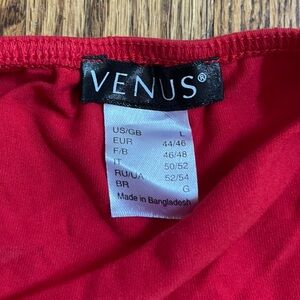 VENUS®
US/GB L
EUR 44/46
F/B 46/48
IT 50/52
RU/UA 52/54
BR G
Made in Bangladesh